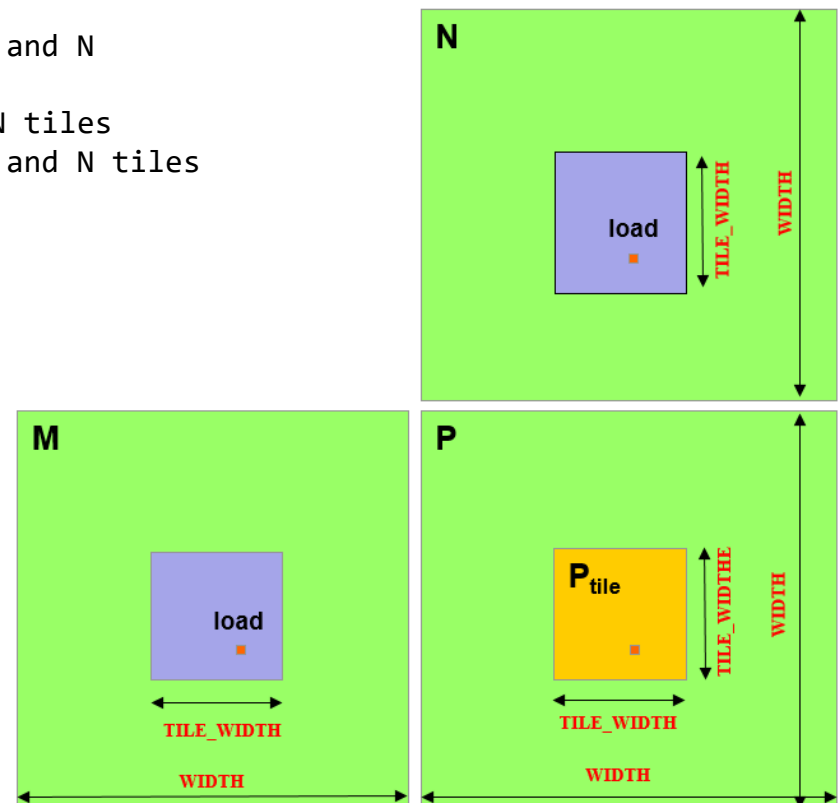 and N
N tiles
and N tiles
N
load
TILE_WIDTH
WIDTH
M
load
TILE_WIDTH
WIDTH
P
Ptile
TILE_WIDTHE
WIDTH
TILE_WIDTH
WIDTH